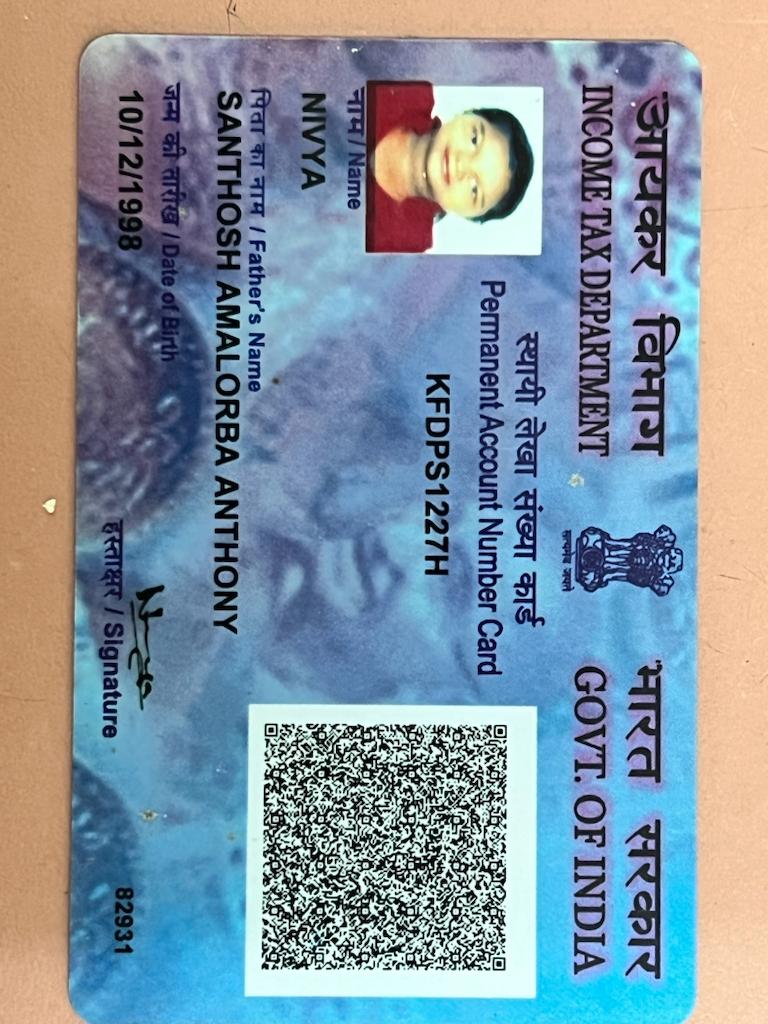 आयकर विभाग
INCOME TAX DEPARTMENT
सत्यमेव जयते
भारत सरकार
GOVT. OF INDIA
स्थायी लेखा संख्या कार्ड
Permanent Account Number Card
KFDPS1227H
नाम / Name
NIVYA
पिता का नाम / Father's Name
SANTHOSH AMALORBA ANTHONY
जन्म की तारीख / Date of Birth
10/12/1998
हस्ताक्षर / Signature
82931